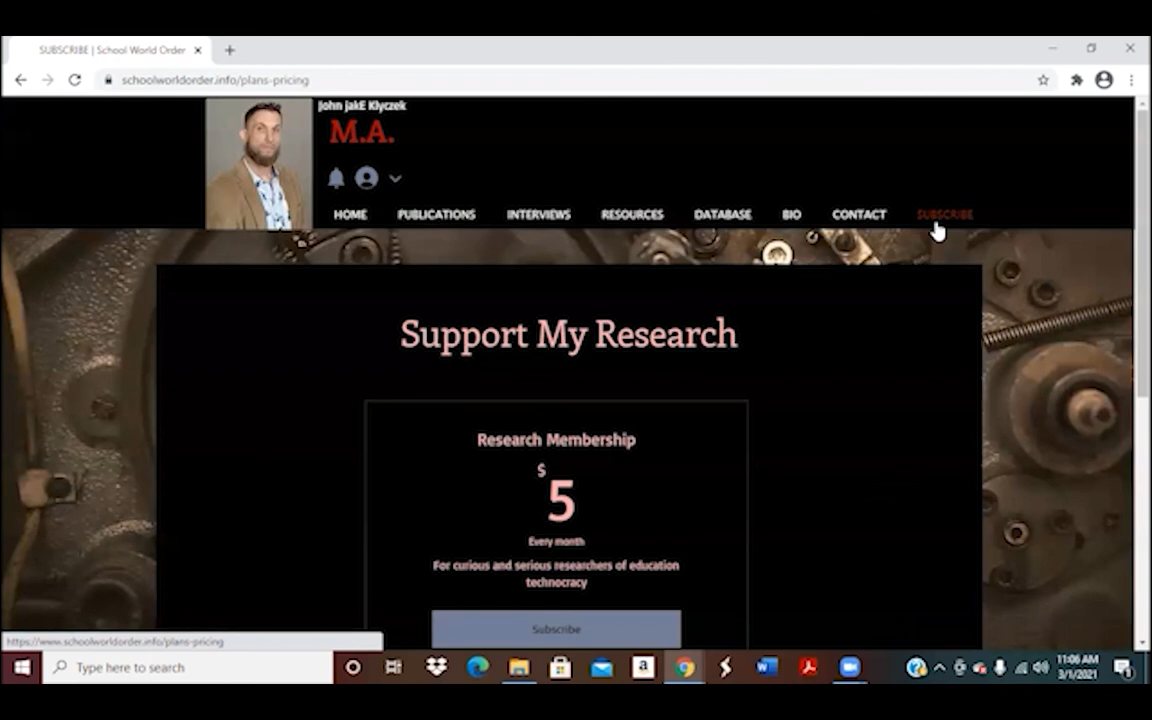 SUBSCRIBE | School World Order
schoolworldorder.info/plans-pricing
John jakE Klyczek
M.A.
HOME PUBLICATIONS INTERVIEWS RESOURCES DATABASE BIO CONTACT SUBSCRIBE
Support My Research
Research Membership
$
5
Every month
For curious and serious researchers of education
technocracy
Subscribe
https://www.schoolworldorder.info/plans-pricing
Type here to search
11:06 AM
3/1/2021